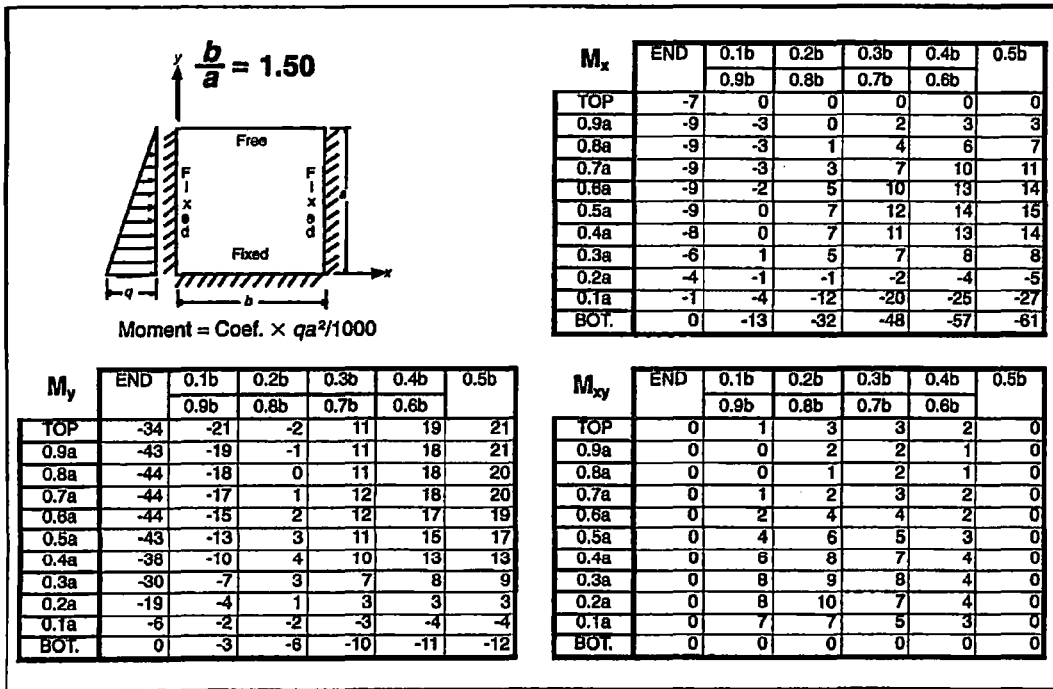 b/a = 1.50
y
Free
Fixed
Fixed
a
Fixed
x
q
b
Moment = Coef. × qa²/1000
Mx END 0.1b 0.2b 0.3b 0.4b 0.5b
0.9b 0.8b 0.7b 0.6b
TOP -7 0 0 0 0 0
0.9a -9 -3 0 2 3 3
0.8a -9 -3 1 4 6 7
0.7a -9 -3 3 7 10 11
0.6a -9 -2 5 10 13 14
0.5a -9 0 7 12 14 15
0.4a -8 0 7 11 13 14
0.3a -6 1 5 7 8 8
0.2a -4 -1 -1 -2 -4 -5
0.1a -1 -4 -12 -20 -25 -27
BOT. 0 -13 -32 -48 -57 -61
My END 0.1b 0.2b 0.3b 0.4b 0.5b
0.9b 0.8b 0.7b 0.6b
TOP -34 -21 -2 11 19 21
0.9a -43 -19 -1 11 18 21
0.8a -44 -18 0 11 18 20
0.7a -44 -17 1 12 18 20
0.6a -44 -15 2 12 17 19
0.5a -43 -13 3 11 15 17
0.4a -38 -10 4 10 13 13
0.3a -30 -7 3 7 8 9
0.2a -19 -4 1 3 3 3
0.1a -6 -2 -2 -3 -4 -4
BOT. 0 -3 -6 -10 -11 -12
Mxy END 0.1b 0.2b 0.3b 0.4b 0.5b
0.9b 0.8b 0.7b 0.6b
TOP 0 1 3 3 2 0
0.9a 0 0 2 2 1 0
0.8a 0 0 1 2 1 0
0.7a 0 1 2 3 2 0
0.6a 0 2 4 4 2 0
0.5a 0 4 6 5 3 0
0.4a 0 6 8 7 4 0
0.3a 0 8 9 8 4 0
0.2a 0 8 10 7 4 0
0.1a 0 7 7 5 3 0
BOT. 0 0 0 0 0 0